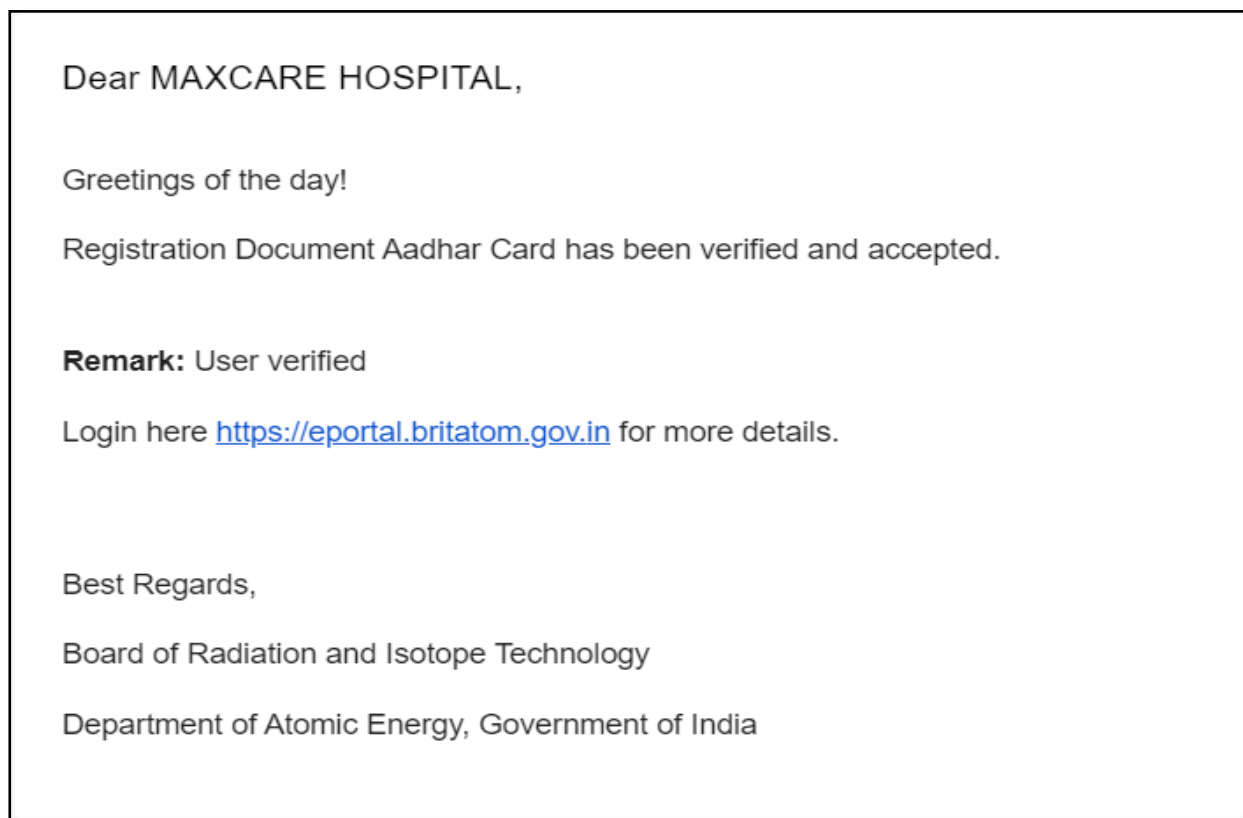 Dear MAXCARE HOSPITAL,
Greetings of the day!
Registration Document Aadhar Card has been verified and accepted.
Remark: User verified
Login here https://eportal.britatom.gov.in for more details.
Best Regards,
Board of Radiation and Isotope Technology
Department of Atomic Energy, Government of India